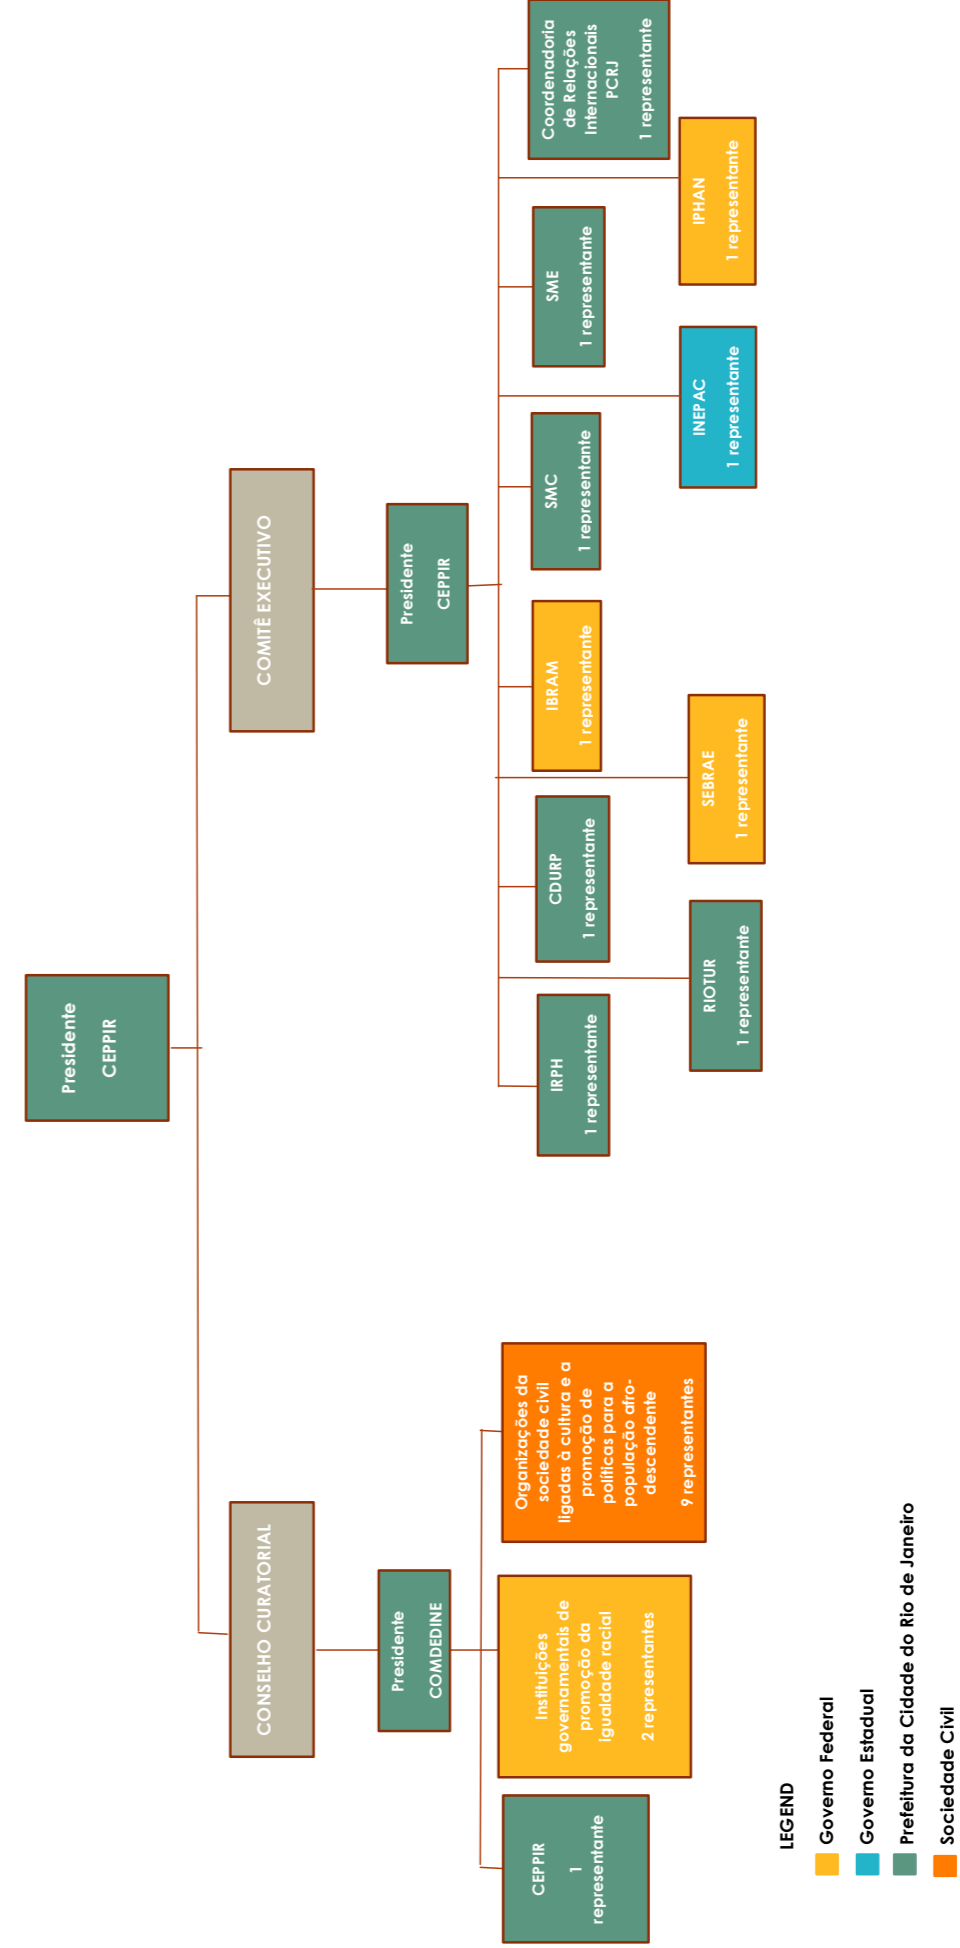 Presidente
CEPPIR
CONSELHO CURATORIAL
COMITÊ EXECUTIVO
Presidente
COMDEDINE
Presidente
CEPPIR
CEPPIR
1
representante
Instituições
governamentais de
promoção da
igualdade racial
2 representantes
Organizações da
sociedade civil
ligadas à cultura e a
promoção de
políticas para a
população afro-
descendente
9 representantes
IRPH
1 representante
CDURP
1 representante
IBRAM
1 representante
SMC
1 representante
SME
1 representante
Coordenadoria
de Relações
Internacionais
PCRJ
1 representante
RIOTUR
1 representante
SEBRAE
1 representante
INEPAC
1 representante
IPHAN
1 representante
LEGEND
Governo Federal
Governo Estadual
Prefeitura da Cidade do Rio de Janeiro
Sociedade Civil